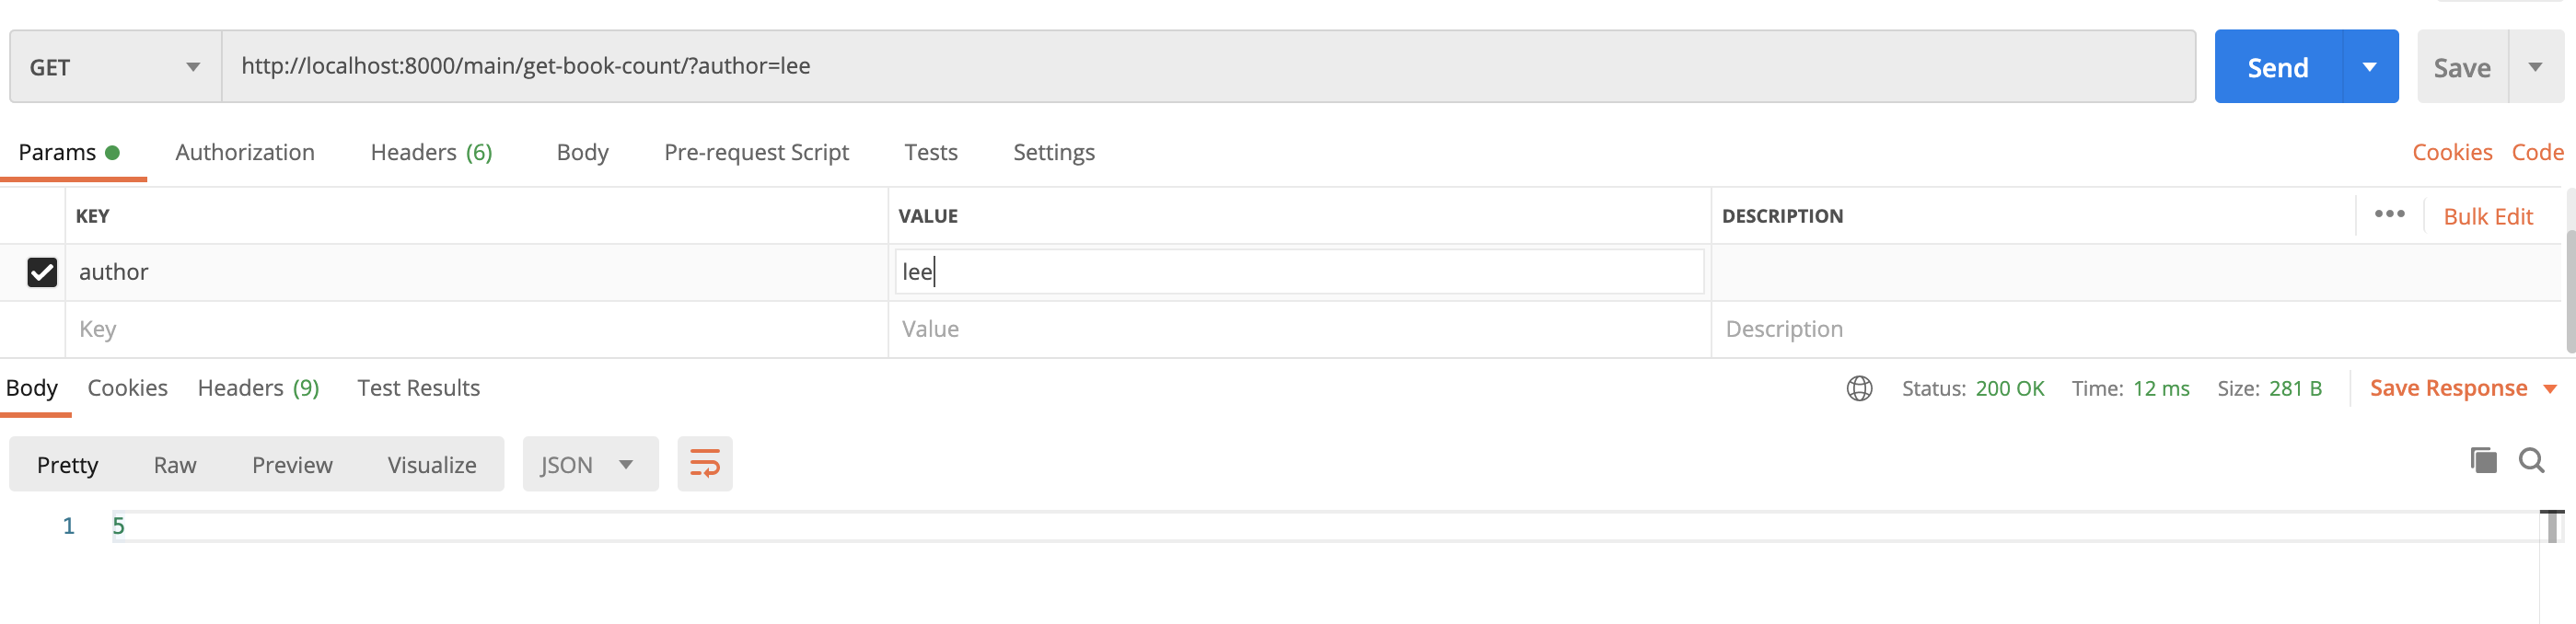 GET http://localhost:8000/main/get-book-count/?author=lee Send Save
Params Authorization Headers (6) Body Pre-request Script Tests Settings Cookies Code
KEY VALUE DESCRIPTION ••• Bulk Edit
author lee
Key Value Description
Body Cookies Headers (9) Test Results Status: 200 OK Time: 12 ms Size: 281 B Save Response
Pretty Raw Preview Visualize JSON
1 5